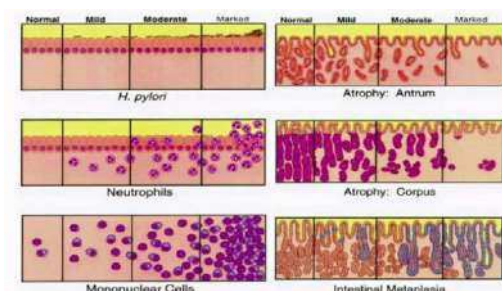 Normal Mild Moderate Marked
H. pylori
Neutrophils
Mononuclear Cells
Normal Mild Moderate Marked
Atrophy: Antrum
Atrophy: Corpus
Intestinal Metaplasia